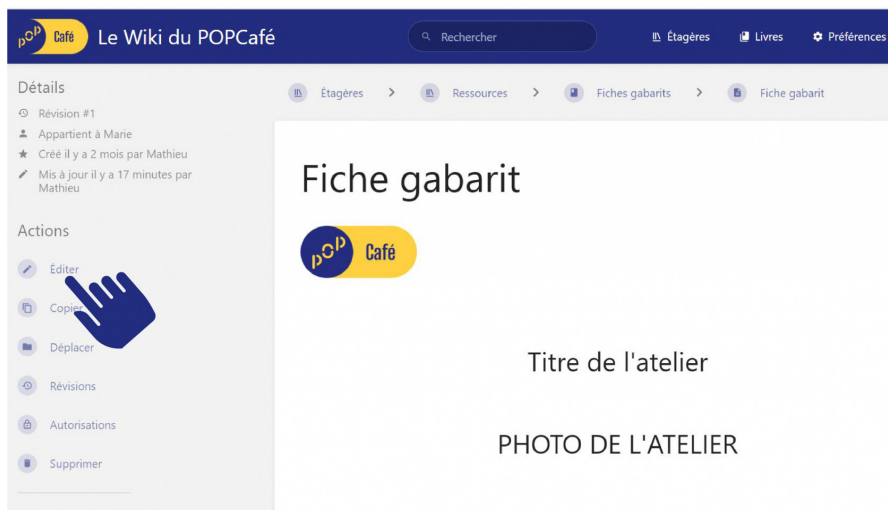 pop Café Le Wiki du POPCafé
Rechercher
Étagères Livres Préférences
Détails
Révision #1
Appartient à Marie
Créé il y a 2 mois par Mathieu
Mis à jour il y a 17 minutes par
Mathieu
Actions
Éditer
Copier
Déplacer
Révisions
Autorisations
Supprimer
Étagères > Ressources > Fiches gabarits > Fiche gabarit
Fiche gabarit
pop Café
Titre de l'atelier
PHOTO DE L'ATELIER